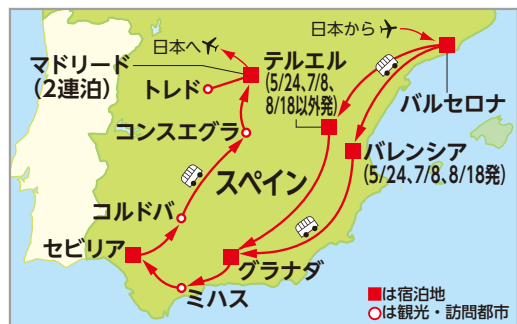 日本へ
日本から
マドリード
(2連泊)
テルエル
(5/24、7/8、
8/18以外発)
トレド
バルセロナ
コンスエグラ
バレンシア
(5/24、7/8、8/18発)
スペイン
コルドバ
セビリア
グラナダ
ミハス
は宿泊地
は観光・訪問都市